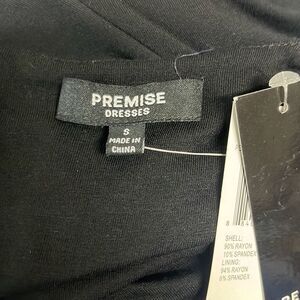 PREMISE
DRESSES
S
MADE IN
CHINA
SHELL:
90% RAYON
10% SPANDEX
LINING:
94% RAYON
6% SPANDEX